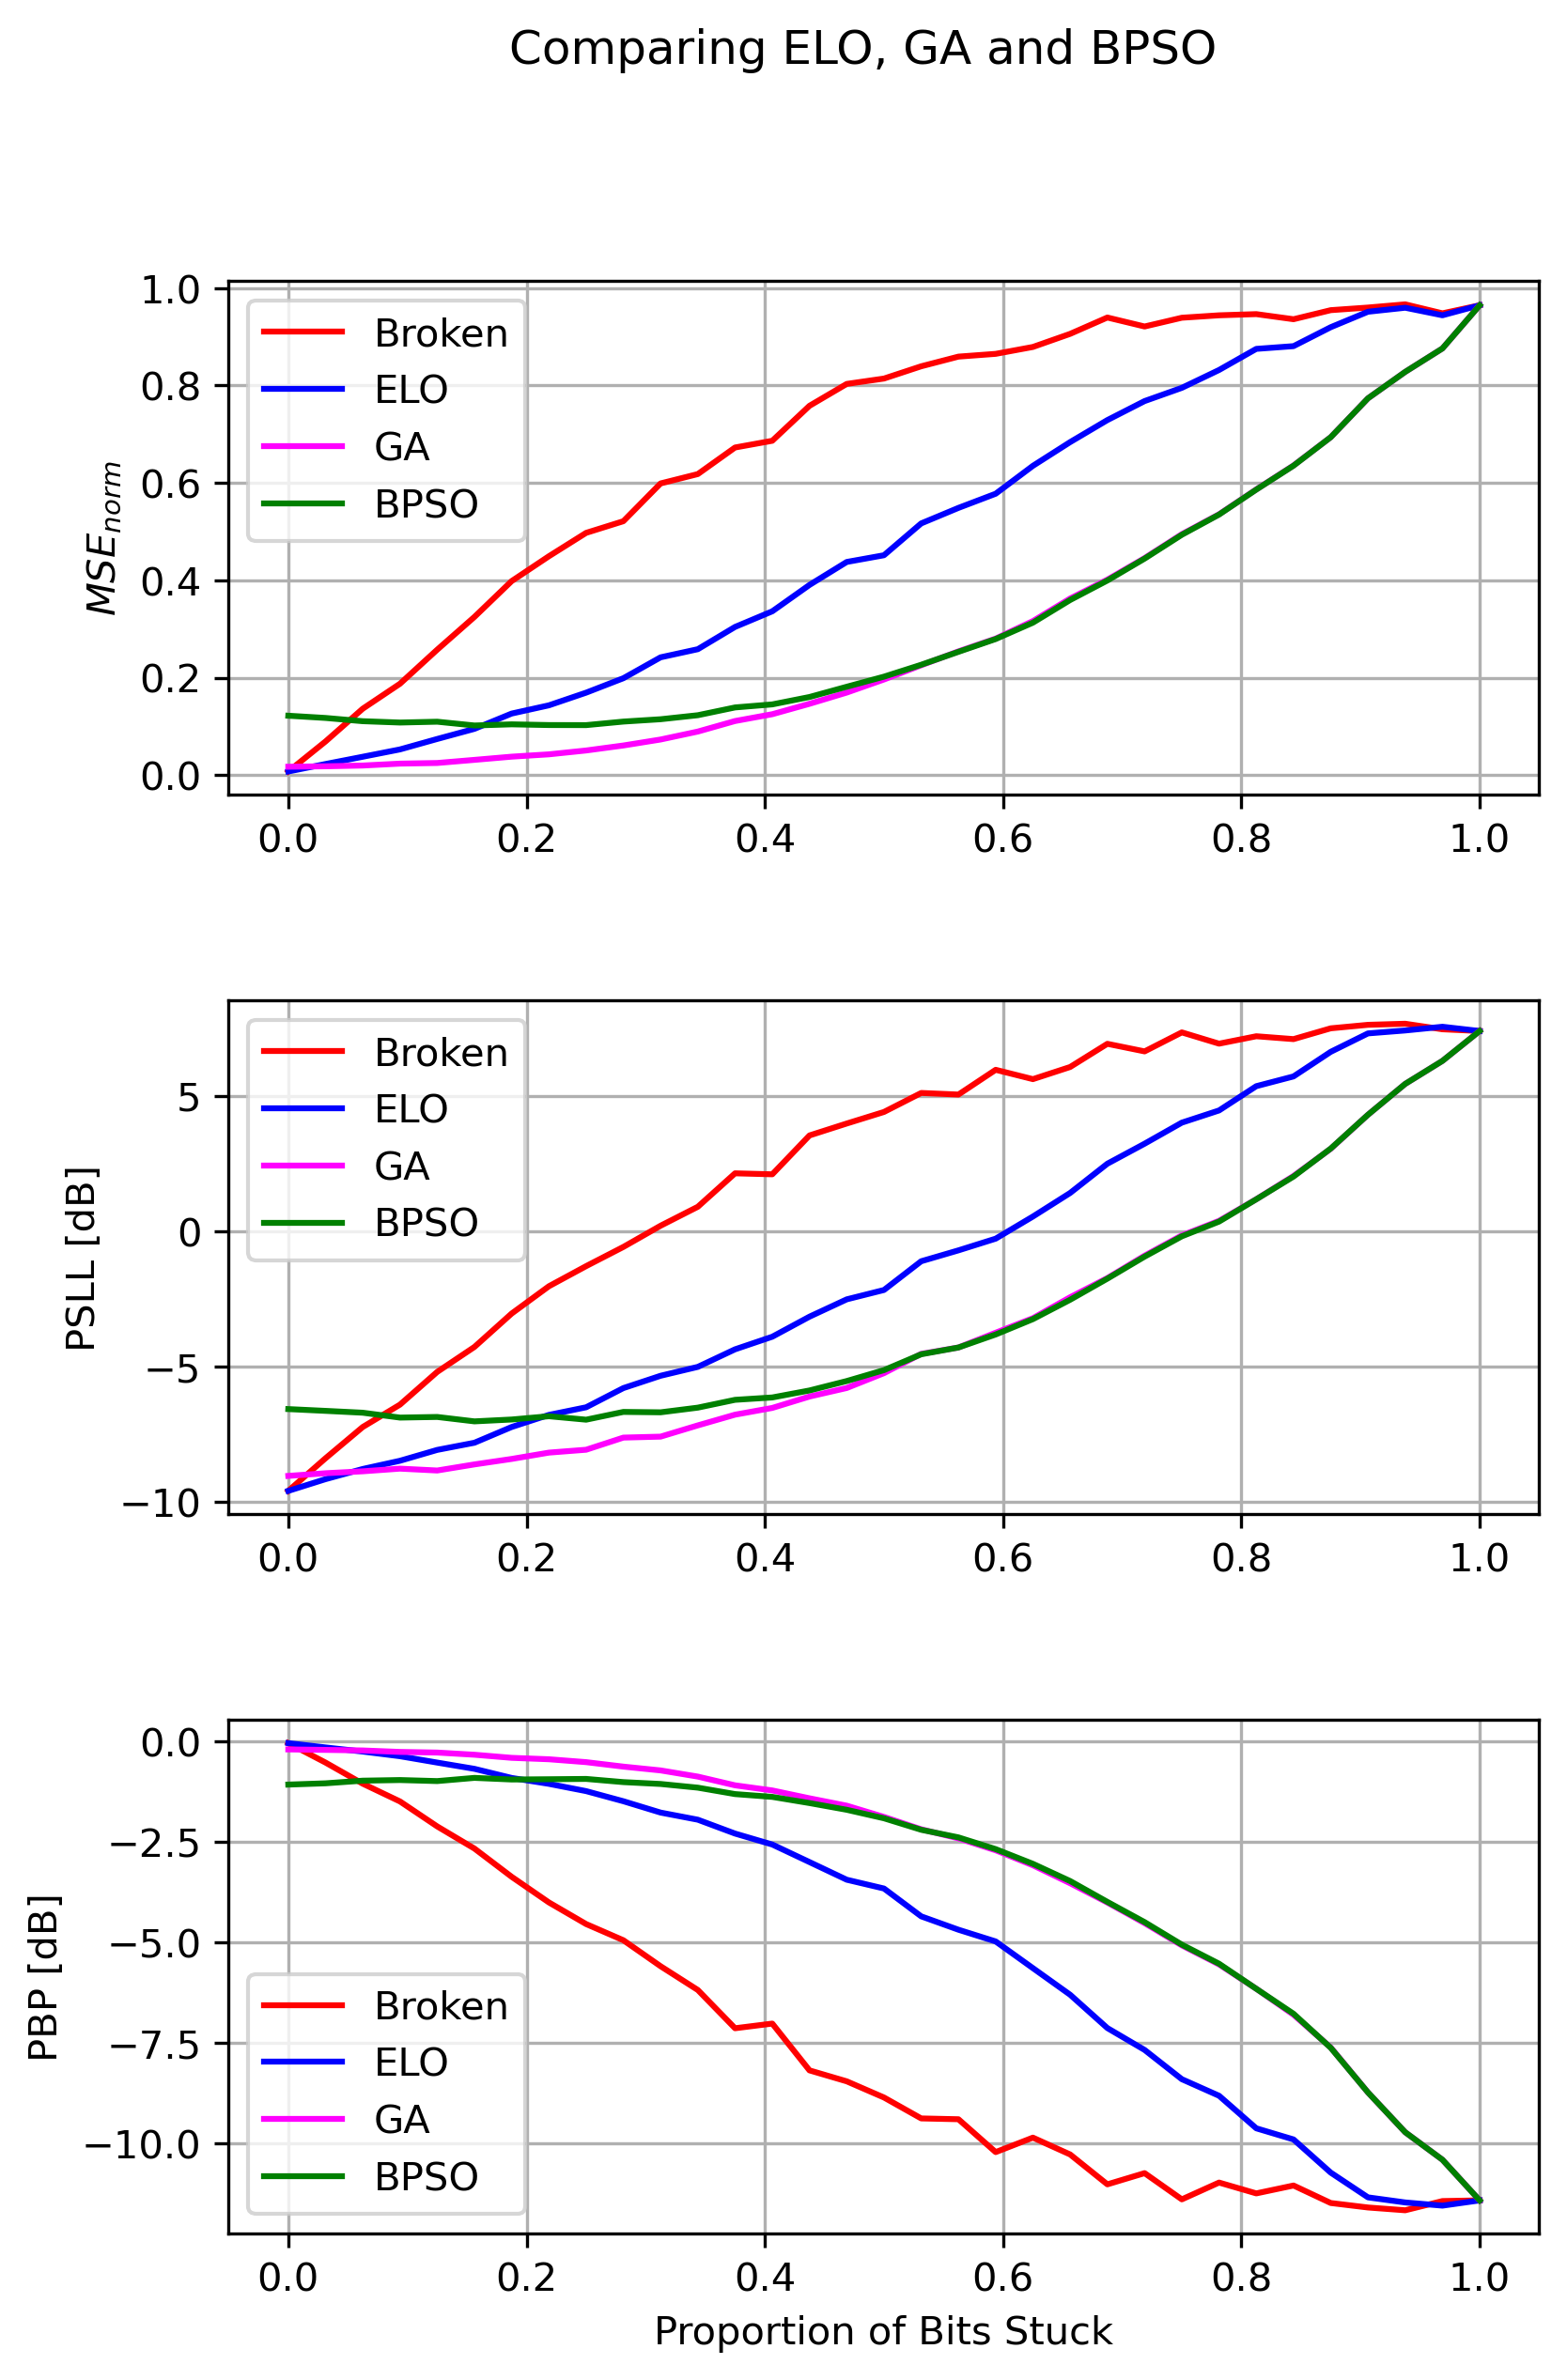 Comparing ELO, GA and BPSO
1.0
0.8
0.6
0.4
0.2
0.0
MSE_norm
Broken
ELO
GA
BPSO
0.0 0.2 0.4 0.6 0.8 1.0
5
0
−5
−10
PSLL [dB]
Broken
ELO
GA
BPSO
0.0 0.2 0.4 0.6 0.8 1.0
0.0
−2.5
−5.0
−7.5
−10.0
PBP [dB]
Broken
ELO
GA
BPSO
0.0 0.2 0.4 0.6 0.8 1.0
Proportion of Bits Stuck